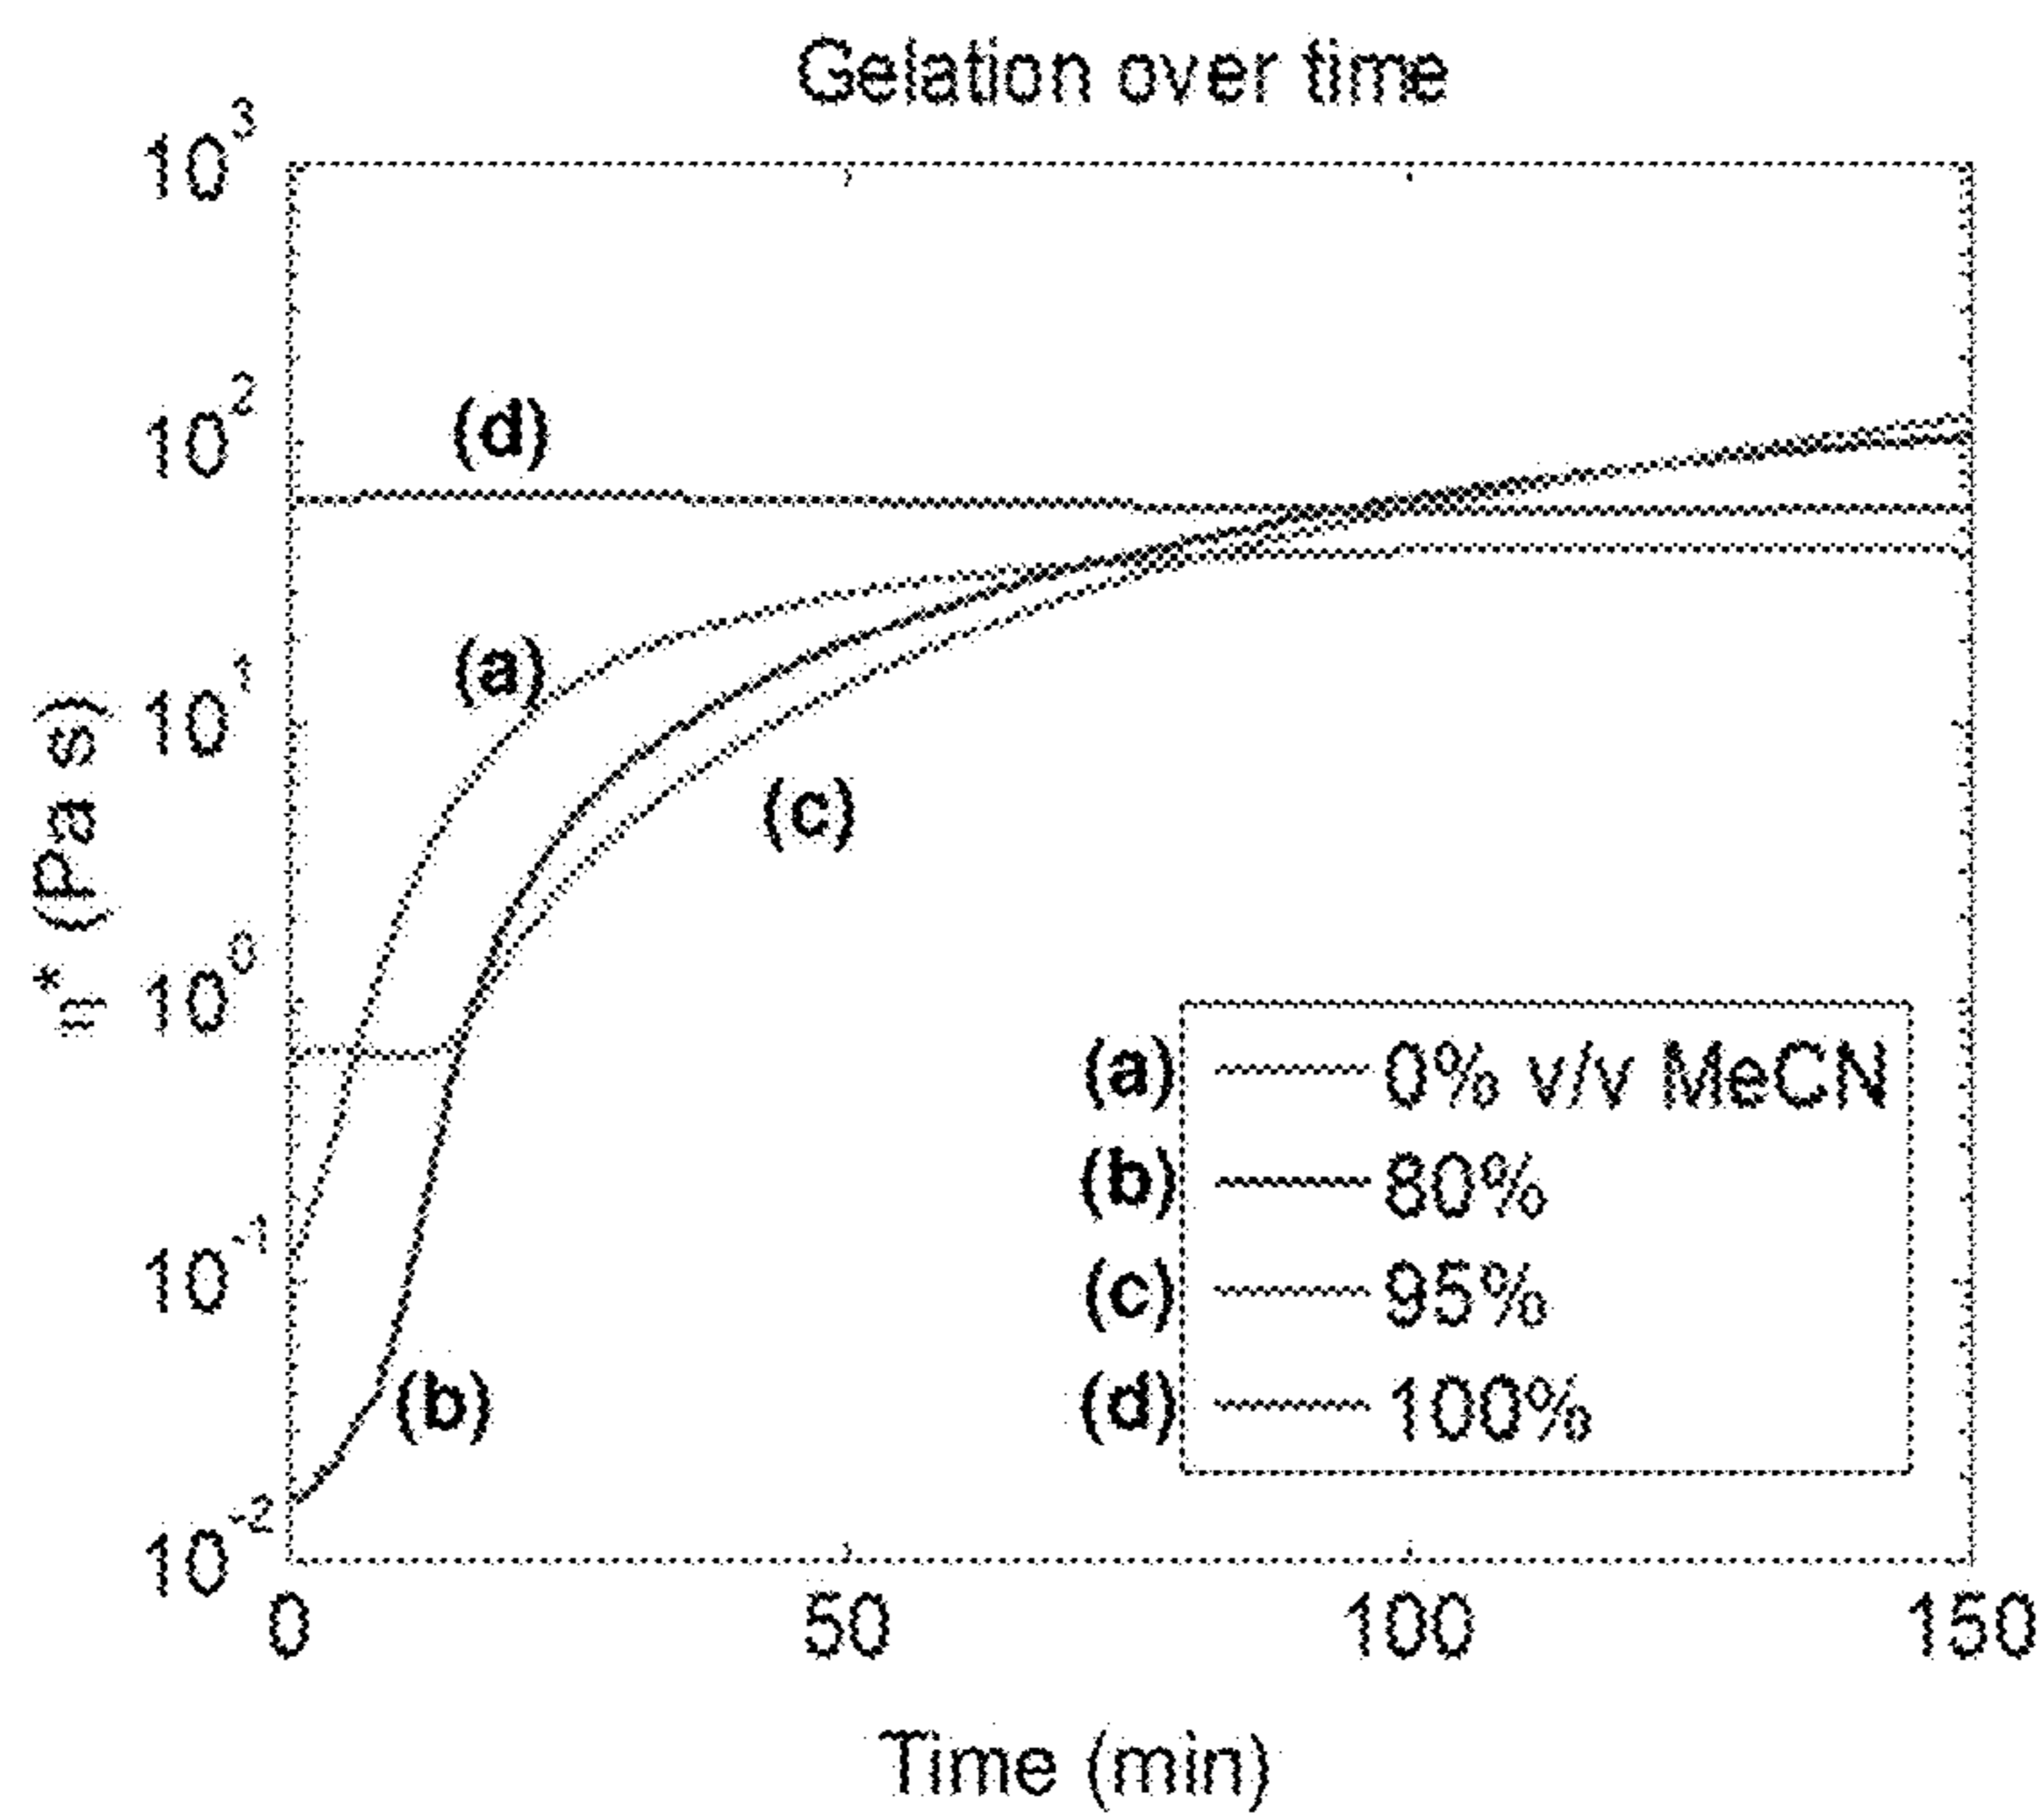 Gelation over time
10^3
10^2
10^1
10^0
10^-1
10^-2
η* (Pa s)
(d)
(a)
(c)
(b)
(a) 0% v/v MeCN
(b) 80%
(c) 95%
(d) 100%
0 50 100 150
Time (min)